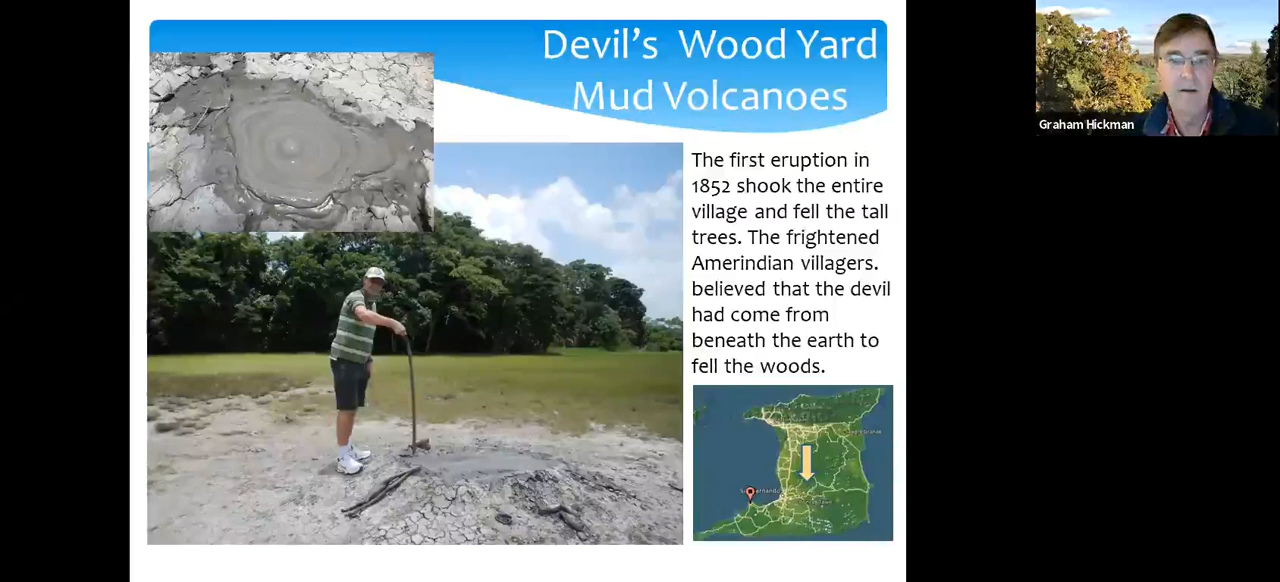 Devil’s Wood Yard
Mud Volcanoes
Graham Hickman
The first eruption in
1852 shook the entire
village and fell the tall
trees. The frightened
Amerindian villagers.
believed that the devil
had come from
beneath the earth to
fell the woods.